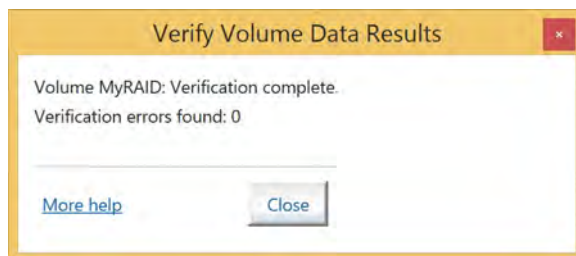 Verify Volume Data Results
×
Volume MyRAID: Verification complete.
Verification errors found: 0
More help
Close